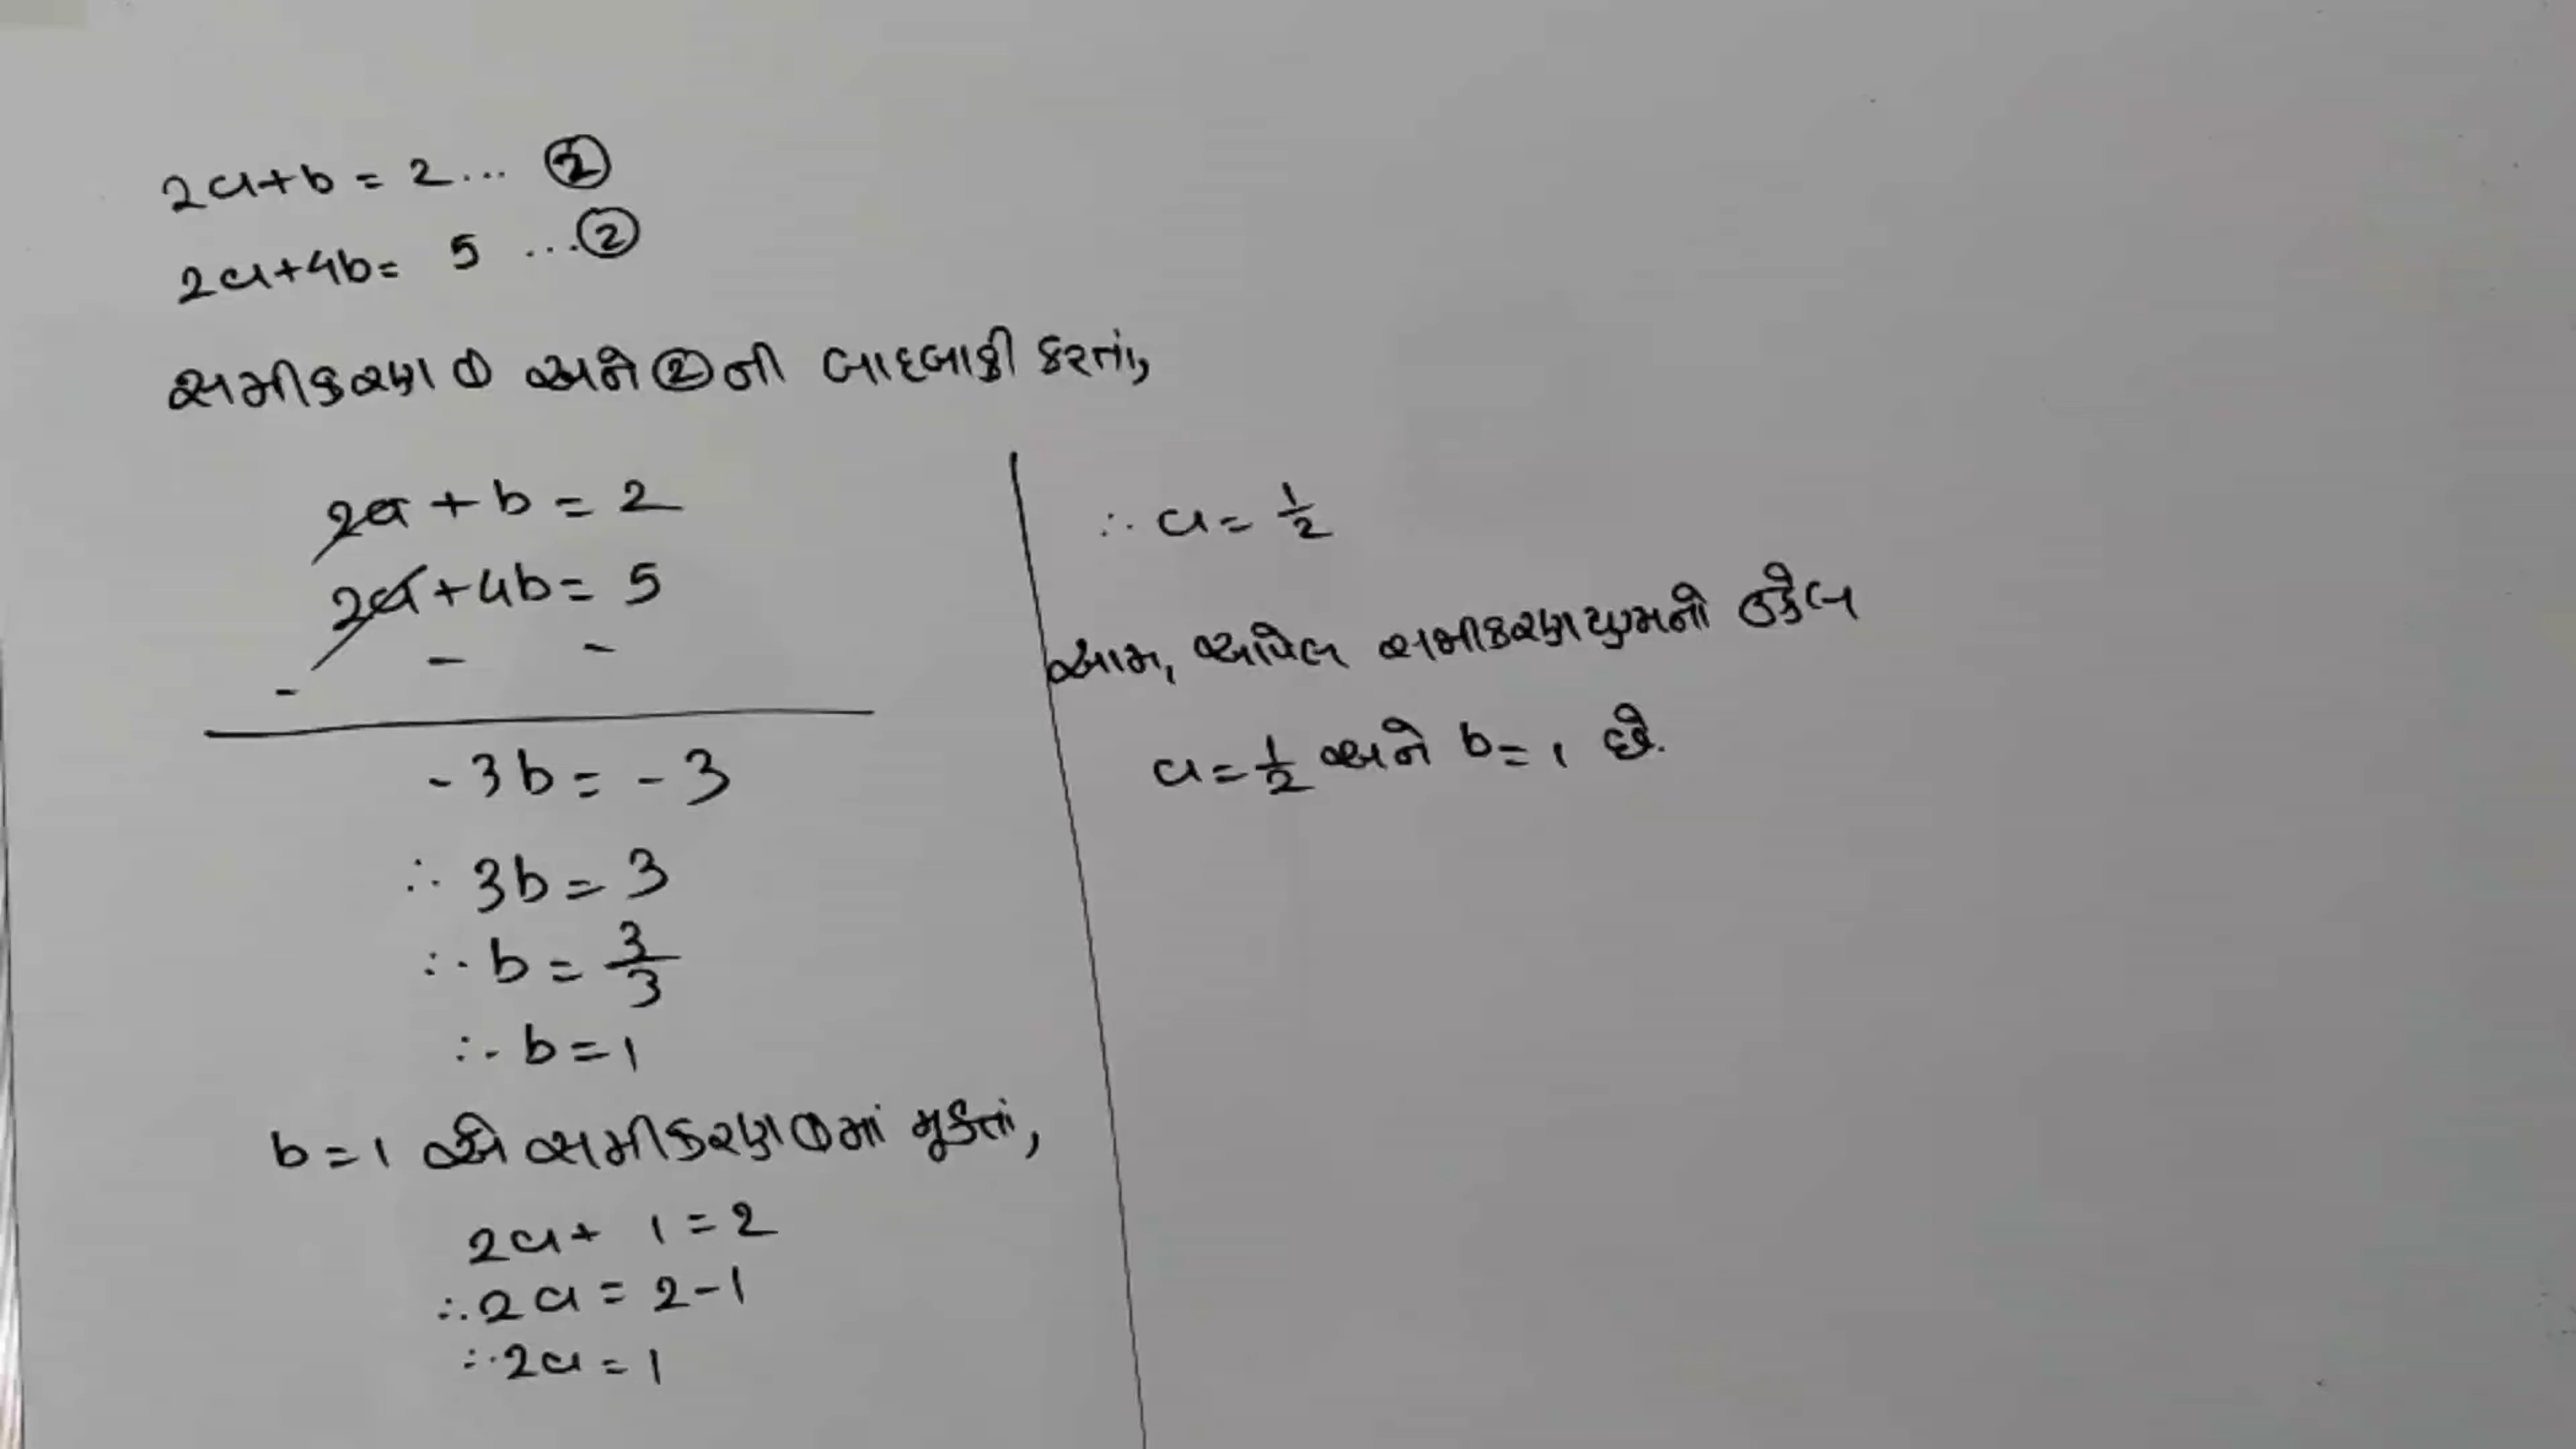 2a+b = 2... ②
2a+4b= 5 ...②
સમીકરણ ① અને ②ની બાદબાકી કરતાં,
2a + b = 2
2a+4b= 5
- - -
-3b = -3
∴ 3b = 3
∴ b = 3/3
∴ b = 1
b = 1 એ સમીકરણ ①માં મૂકતાં,
2a + 1 = 2
∴ 2a = 2-1
∴ 2a = 1
∴ a = 1/2
આમ, આપેલ સમીકરણયુગ્મનો ઉકેલ
a = 1/2 અને b = 1 છે.